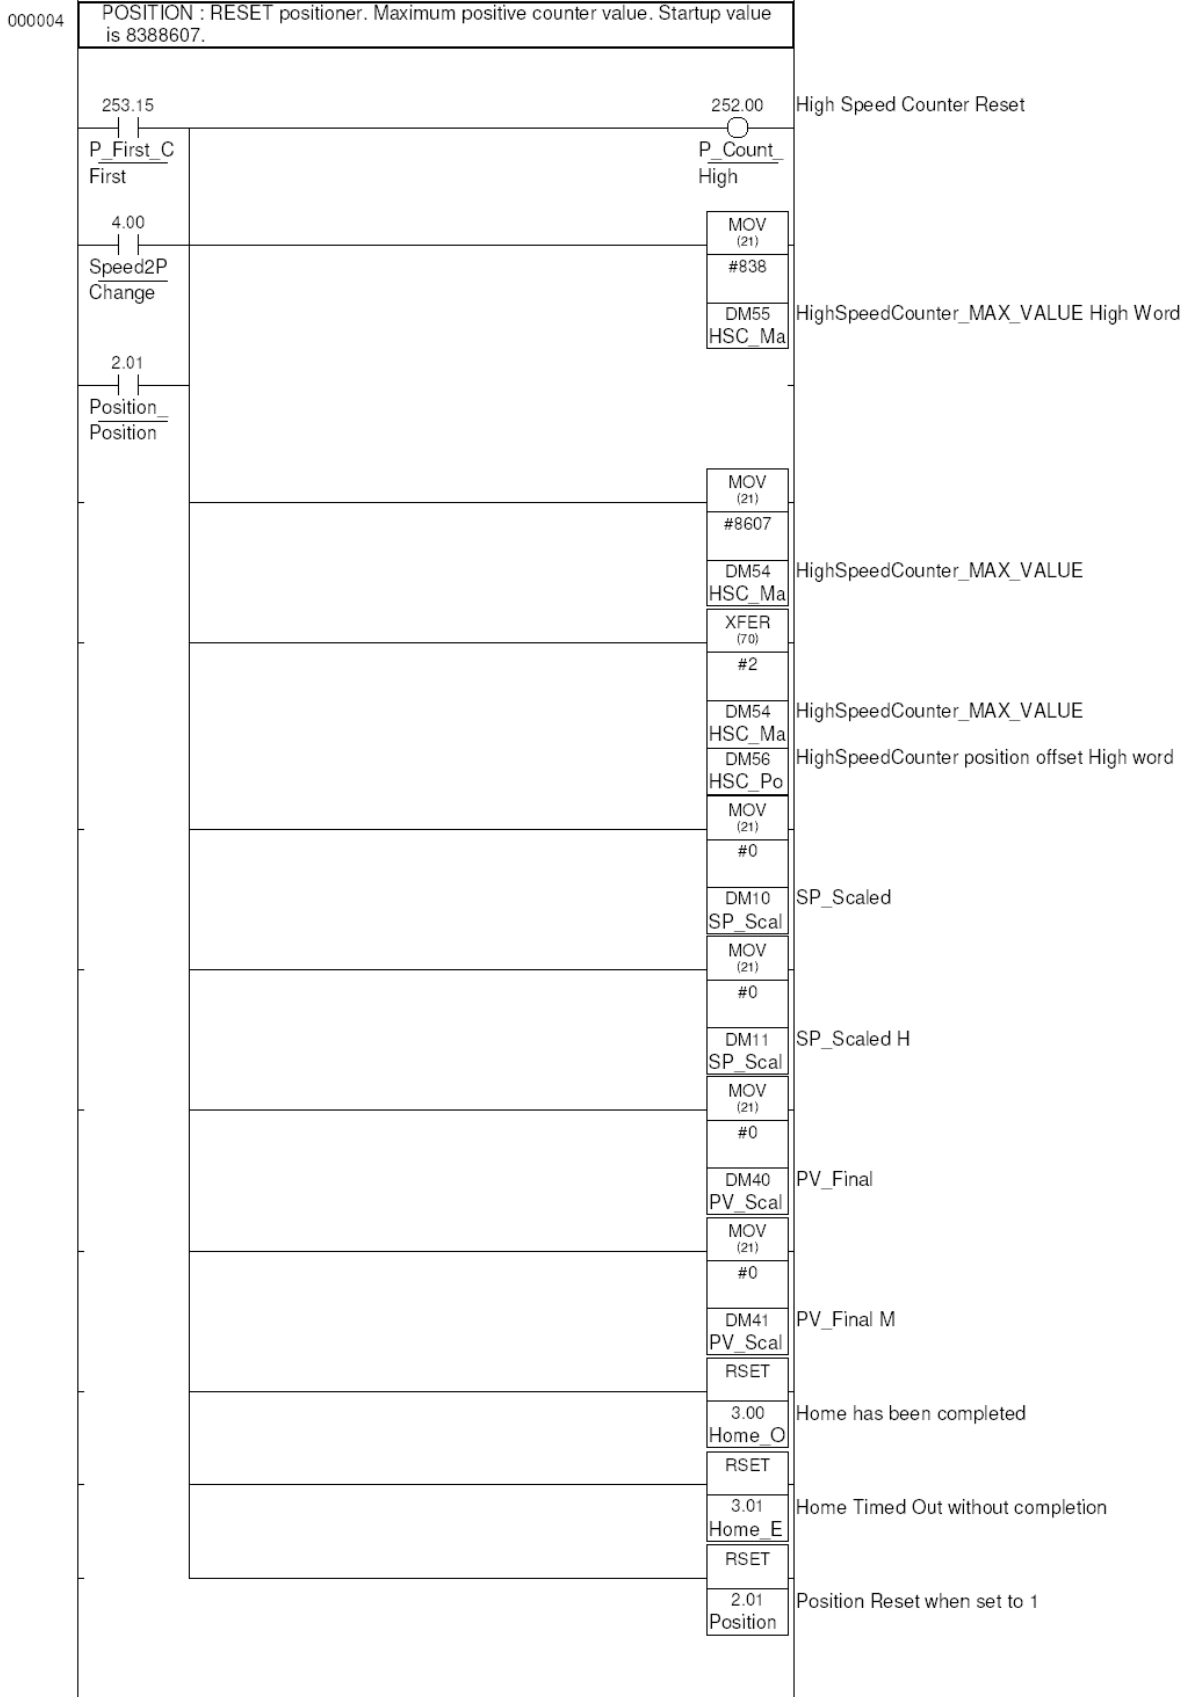 000004
POSITION : RESET positioner. Maximum positive counter value. Startup value
is 8388607.
253.15
P_First_C
First
252.00
P_Count_
High
High Speed Counter Reset
4.00
Speed2P
Change
MOV
(21)
#838
DM55
HSC_Ma
HighSpeedCounter_MAX_VALUE High Word
2.01
Position_
Position
MOV
(21)
#8607
DM54
HSC_Ma
HighSpeedCounter_MAX_VALUE
XFER
(70)
#2
DM54
HSC_Ma
HighSpeedCounter_MAX_VALUE
DM56
HSC_Po
HighSpeedCounter position offset High word
MOV
(21)
#0
DM10
SP_Scal
SP_Scaled
MOV
(21)
#0
DM11
SP_Scal
SP_Scaled H
MOV
(21)
#0
DM40
PV_Scal
PV_Final
MOV
(21)
#0
DM41
PV_Scal
PV_Final M
RSET
3.00
Home_O
Home has been completed
RSET
3.01
Home_E
Home Timed Out without completion
RSET
2.01
Position
Position Reset when set to 1